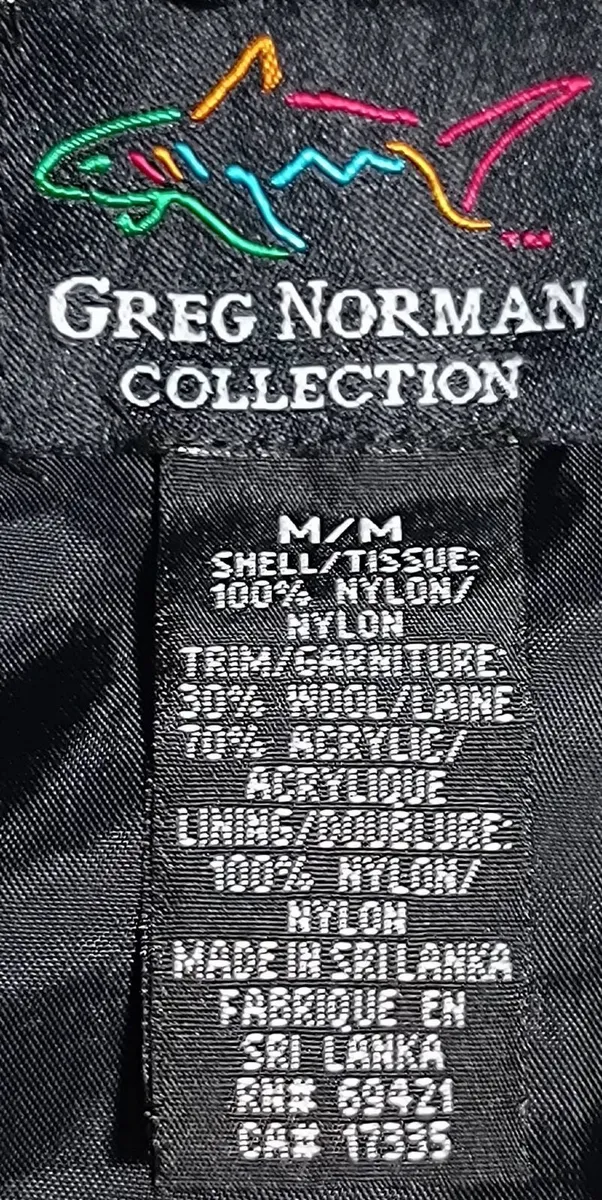 TM
GREG NORMAN
COLLECTION
M/M
SHELL/TISSUE:
100% NYLON/
NYLON
TRIM/GARNITURE:
30% WOOL/LAINE
70% ACRYLIC/
ACRYLIQUE
LINING/DOUBLURE:
100% NYLON/
NYLON
MADE IN SRI LANKA
FABRIQUE EN
SRI LANKA
RN# 69421
CA# 17335